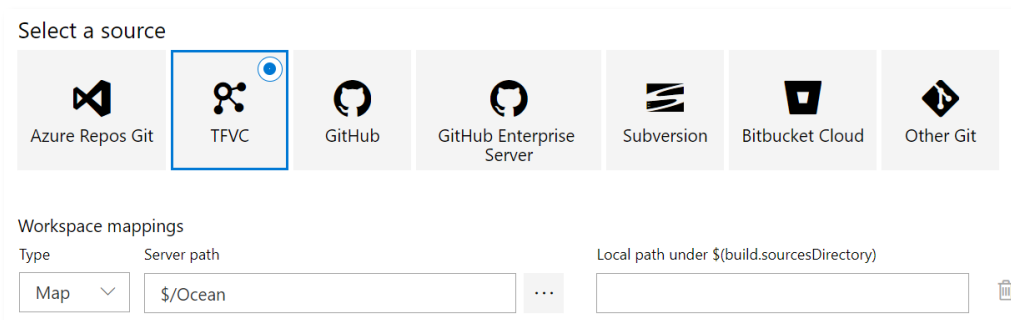 Select a source
Azure Repos Git
TFVC
GitHub
GitHub Enterprise
Server
Subversion
Bitbucket Cloud
Other Git
Workspace mappings
Type
Server path
Local path under $(build.sourcesDirectory)
Map
$/Ocean
...